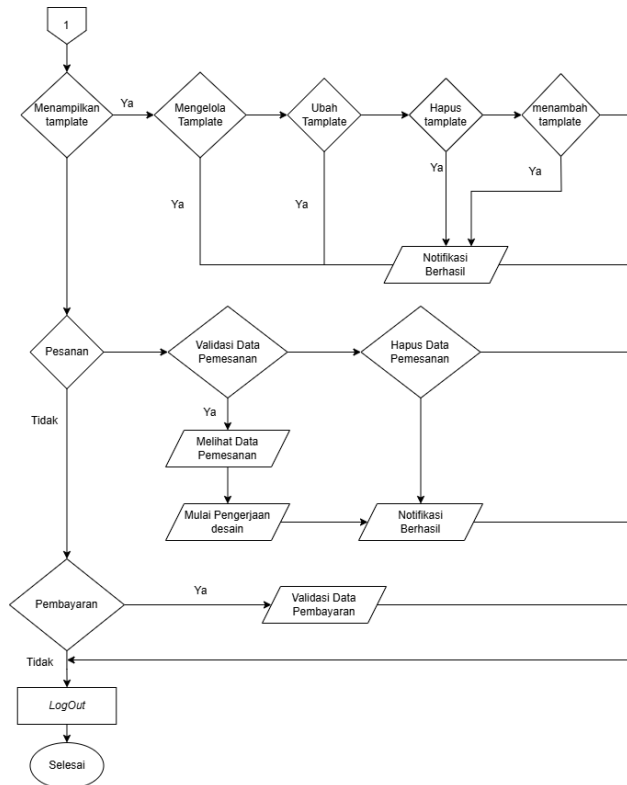 1
Menampilkan
tamplate
Ya
Mengelola
Tamplate
Ubah
Tamplate
Hapus
tamplate
menambah
tamplate
Ya
Ya
Ya
Ya
Notifikasi
Berhasil
Pesanan
Validasi Data
Pemesanan
Hapus Data
Pemesanan
Tidak
Ya
Melihat Data
Pemesanan
Mulai Pengerjaan
desain
Notifikasi
Berhasil
Pembayaran
Ya
Validasi Data
Pembayaran
Tidak
LogOut
Selesai